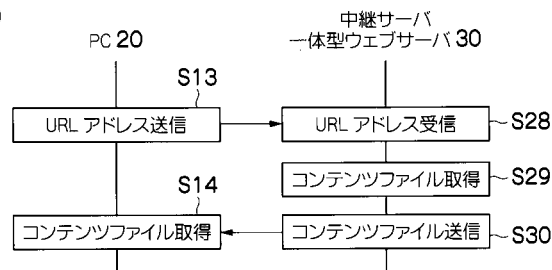 中継サーバ
PC 20
一体型ウェブサーバ 30
S13
URL アドレス送信
URL アドレス受信
S28
コンテンツファイル取得
S29
S14
コンテンツファイル取得
コンテンツファイル送信
S30